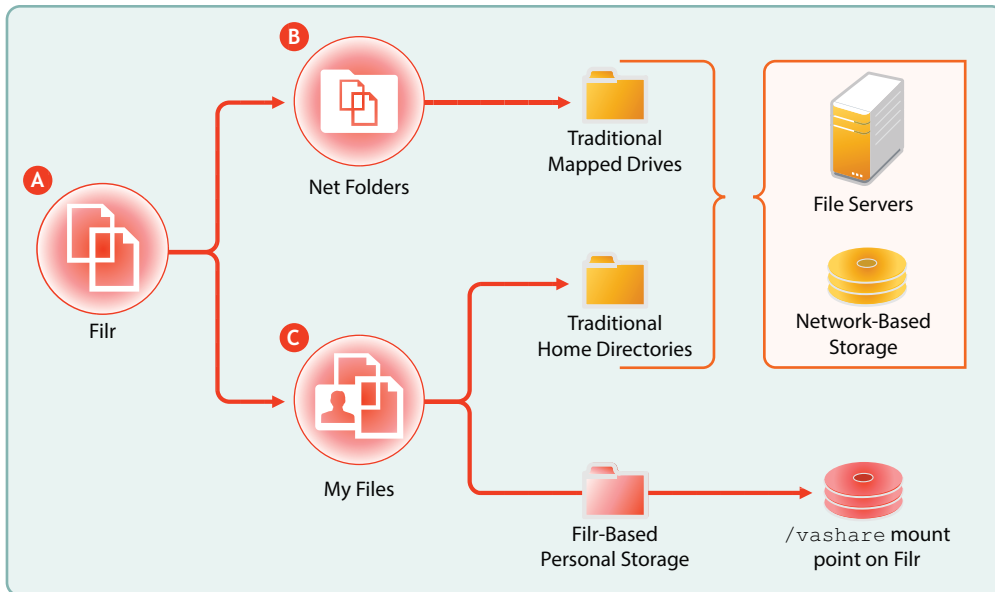 A
Filr
B
Net Folders
C
My Files
Traditional
Mapped Drives
Traditional
Home Directories
File Servers
Network-Based
Storage
Filr-Based
Personal Storage
/vashare mount
point on Filr